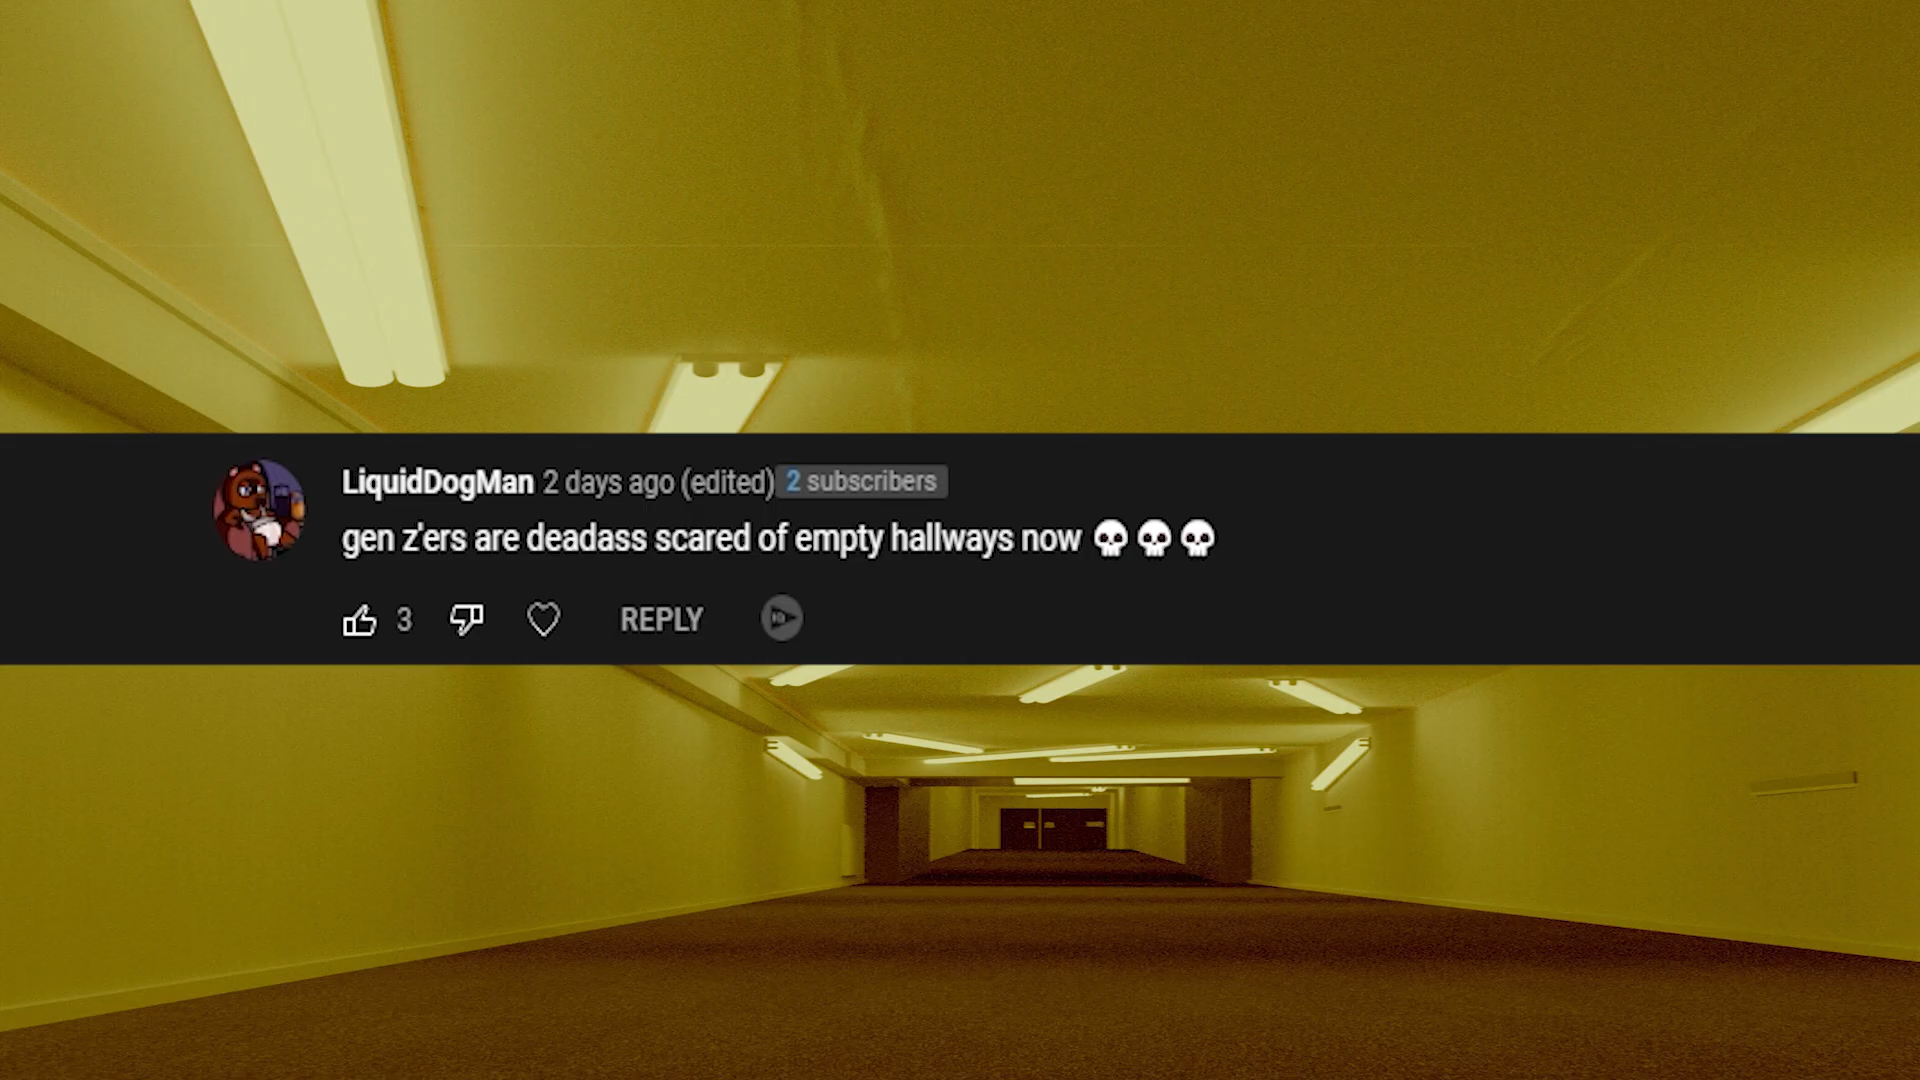 LiquidDogMan 2 days ago (edited) 2 subscribers
gen z'ers are deadass scared of empty hallways now 💀💀💀
3 REPLY